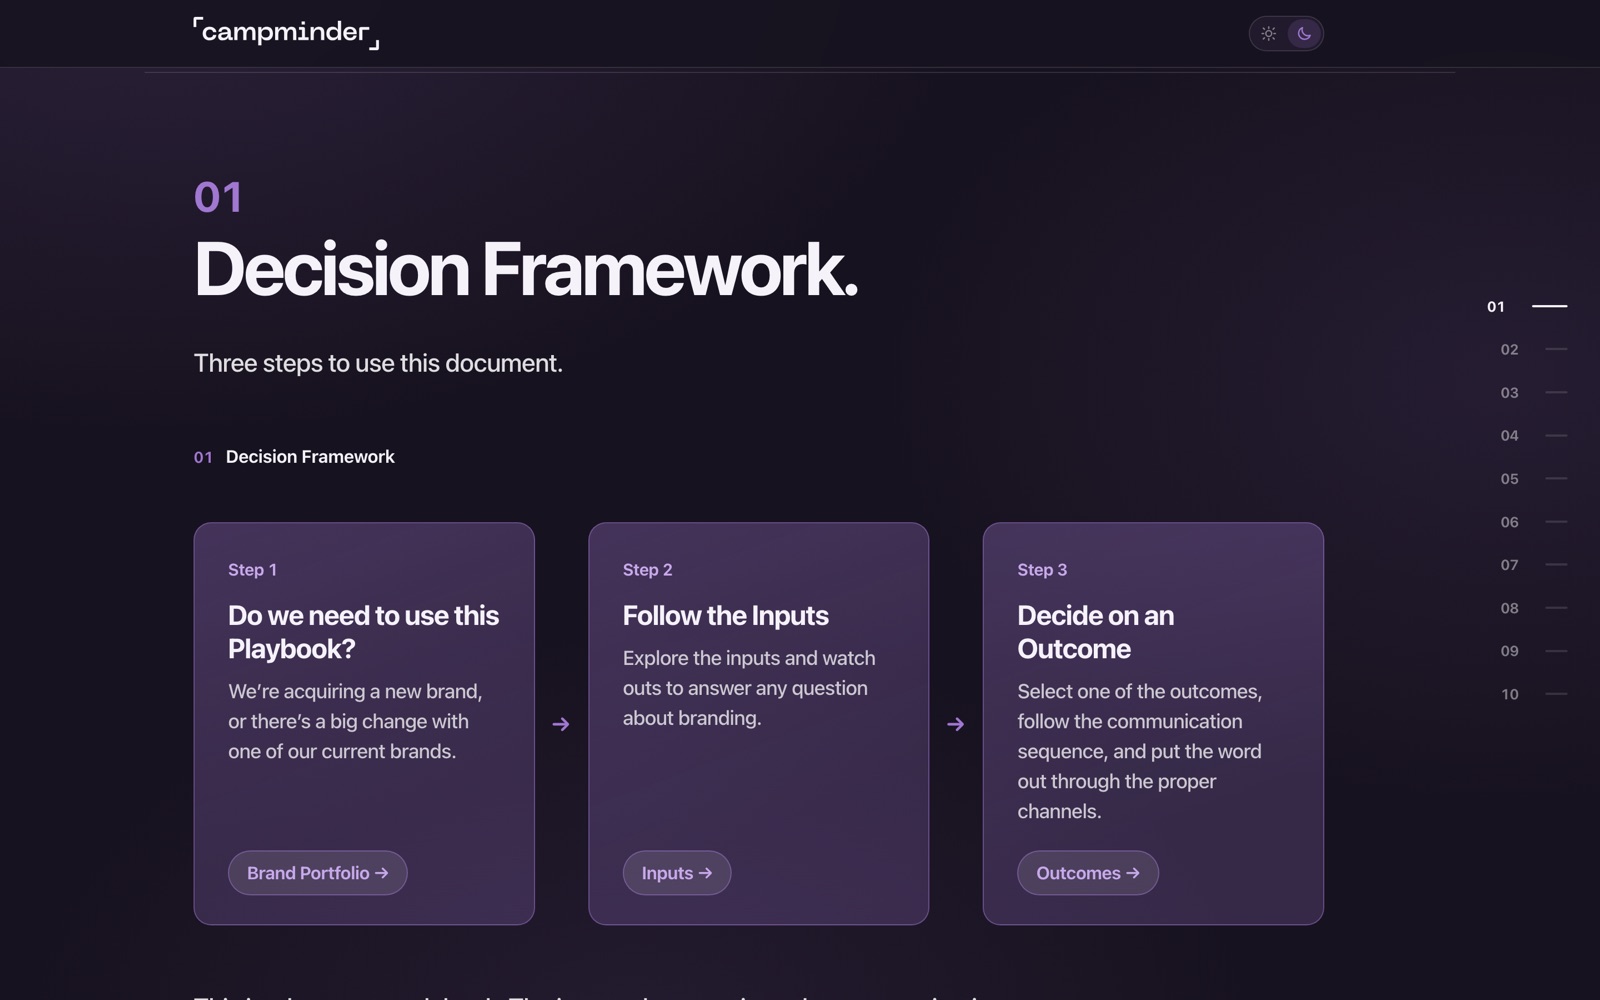 campminder
01
Decision Framework.
Three steps to use this document.
01 Decision Framework
Step 1
Do we need to use this
Playbook?
We’re acquiring a new brand,
or there’s a big change with
one of our current brands.
Brand Portfolio →
→
Step 2
Follow the Inputs
Explore the inputs and watch
outs to answer any question
about branding.
Inputs →
→
Step 3
Decide on an
Outcome
Select one of the outcomes,
follow the communication
sequence, and put the word
out through the proper
channels.
Outcomes →
01
02
03
04
05
06
07
08
09
10